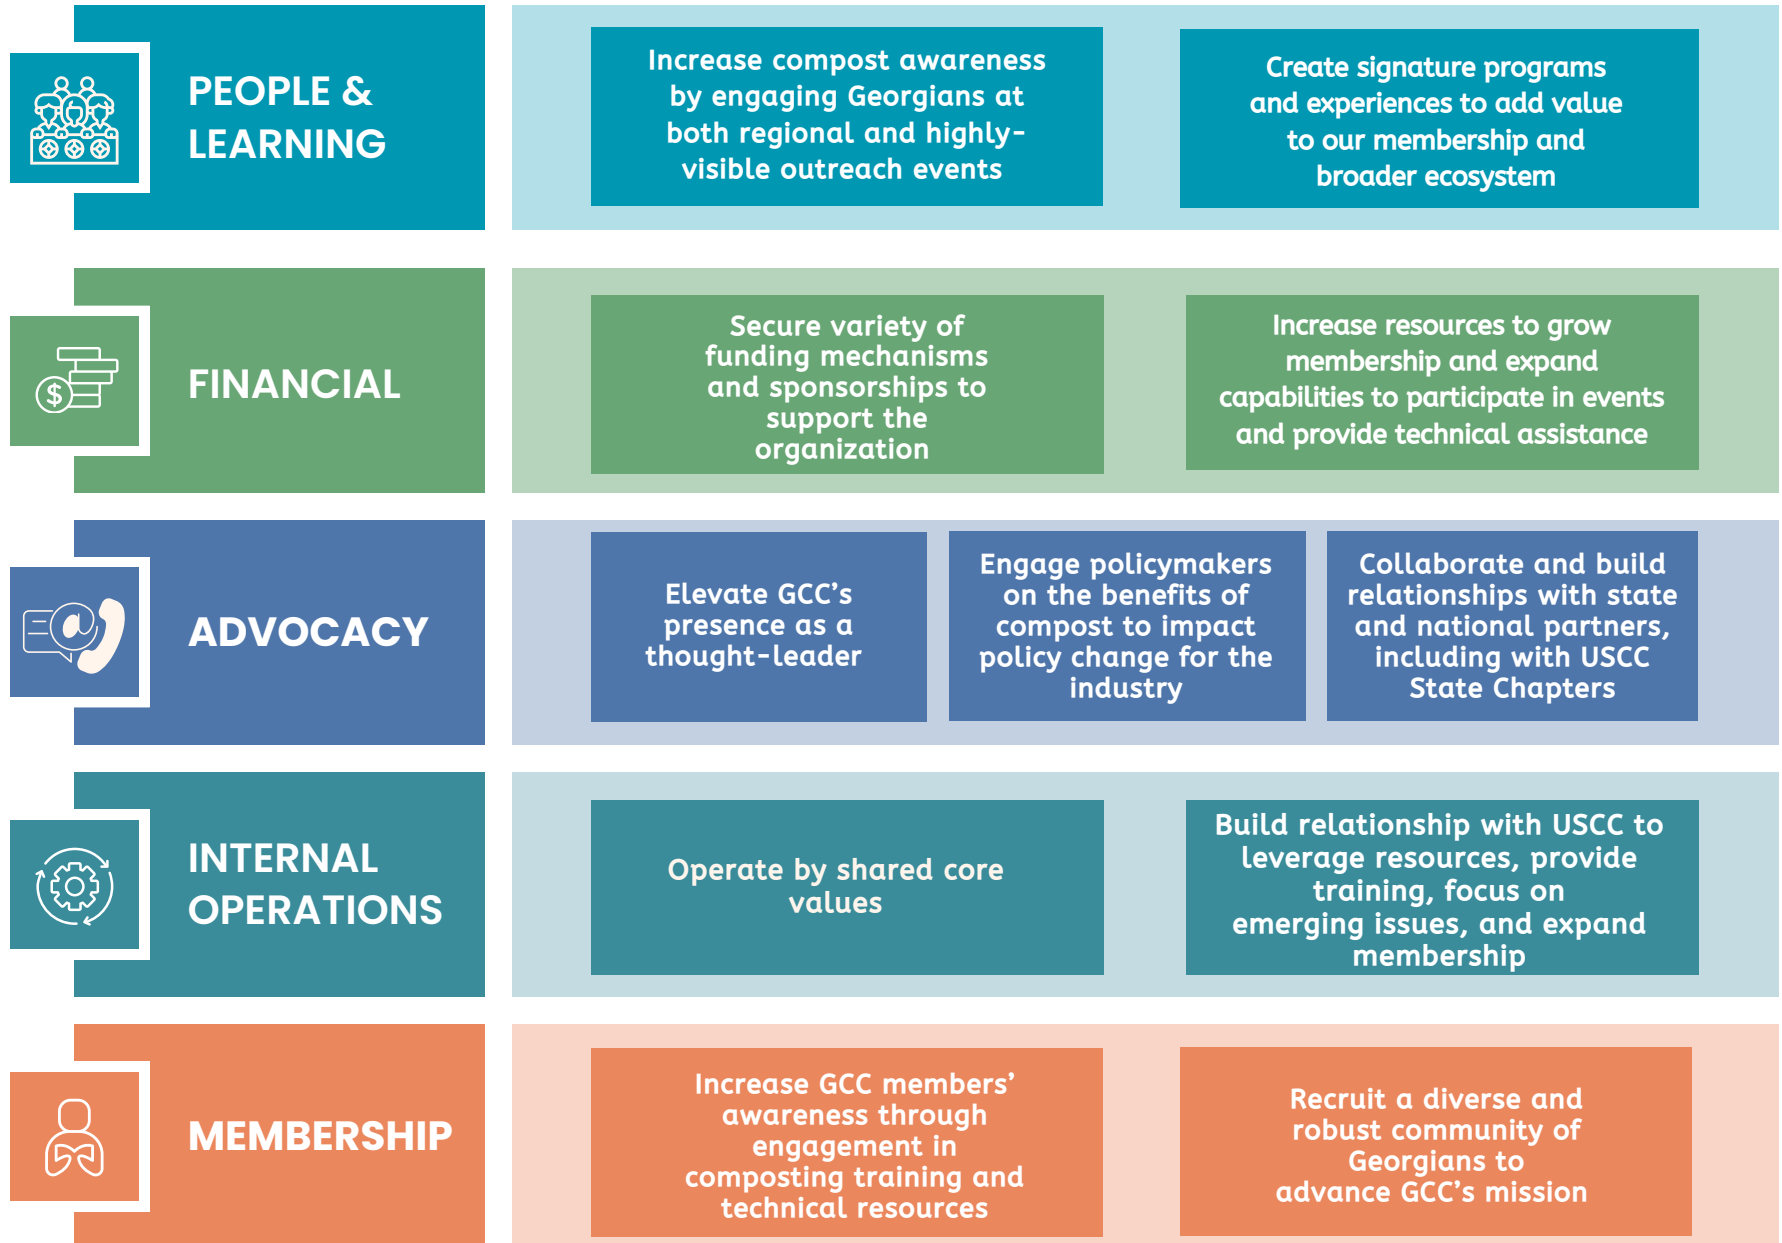 PEOPLE &
LEARNING
Increase compost awareness
by engaging Georgians at
both regional and highly-
visible outreach events
Create signature programs
and experiences to add value
to our membership and
broader ecosystem
$
FINANCIAL
Secure variety of
funding mechanisms
and sponsorships to
support the
organization
Increase resources to grow
membership and expand
capabilities to participate in events
and provide technical assistance
@
ADVOCACY
Elevate GCC's
presence as a
thought-leader
Engage policymakers
on the benefits of
compost to impact
policy change for the
industry
Collaborate and build
relationships with state
and national partners,
including with USCC
State Chapters
INTERNAL
OPERATIONS
Operate by shared core
values
Build relationship with USCC to
leverage resources, provide
training, focus on
emerging issues, and expand
membership
MEMBERSHIP
Increase GCC members'
awareness through
engagement in
composting training and
technical resources
Recruit a diverse and
robust community of
Georgians to
advance GCC's mission